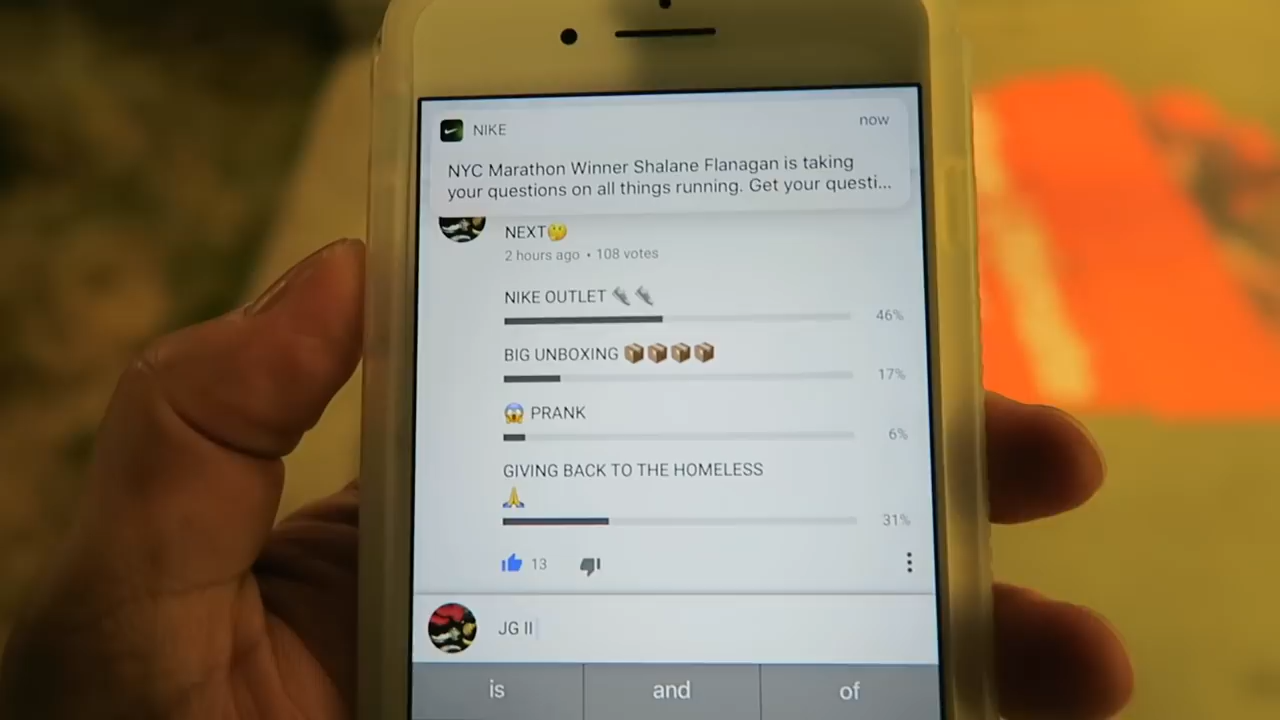 NIKE
now
NYC Marathon Winner Shalane Flanagan is taking
your questions on all things running. Get your questi...
NEXT🤔
2 hours ago • 108 votes
NIKE OUTLET 👟👟
46%
BIG UNBOXING 📦📦📦📦
17%
😱 PRANK
6%
GIVING BACK TO THE HOMELESS
🙏
31%
13
JG II
is and of